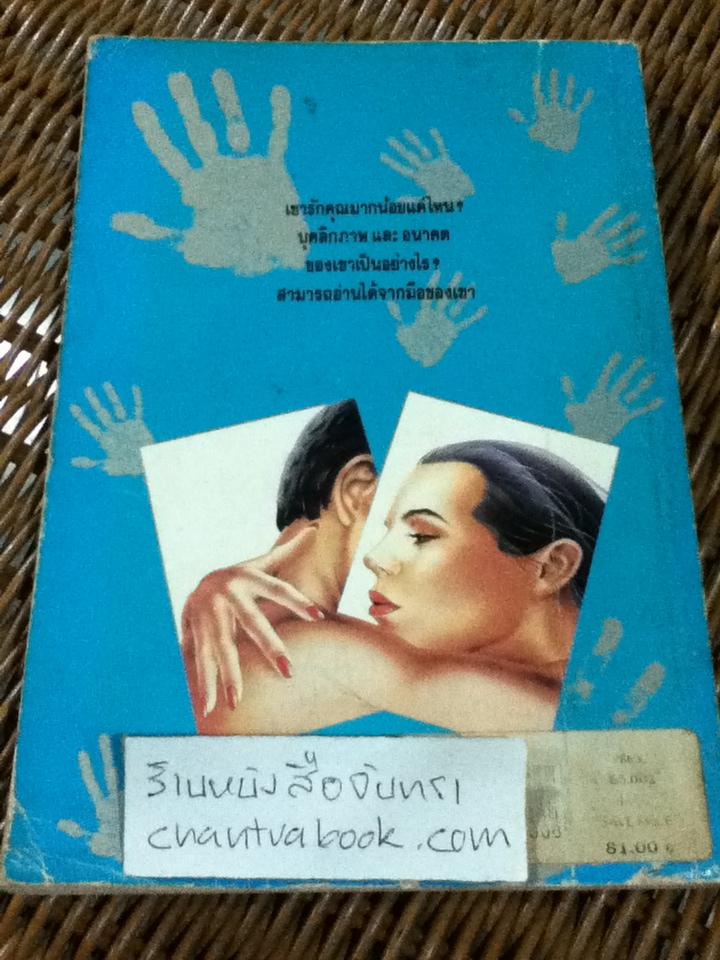 เขารักคุณมากน้อยแค่ไหน?
บุคลิกภาพ และ อนาคต
ของเขาเป็นอย่างไร?
สามารถอ่านได้จากมือของเขา
ร้านหนังสือจันทรา
chantrabook.com
81.00